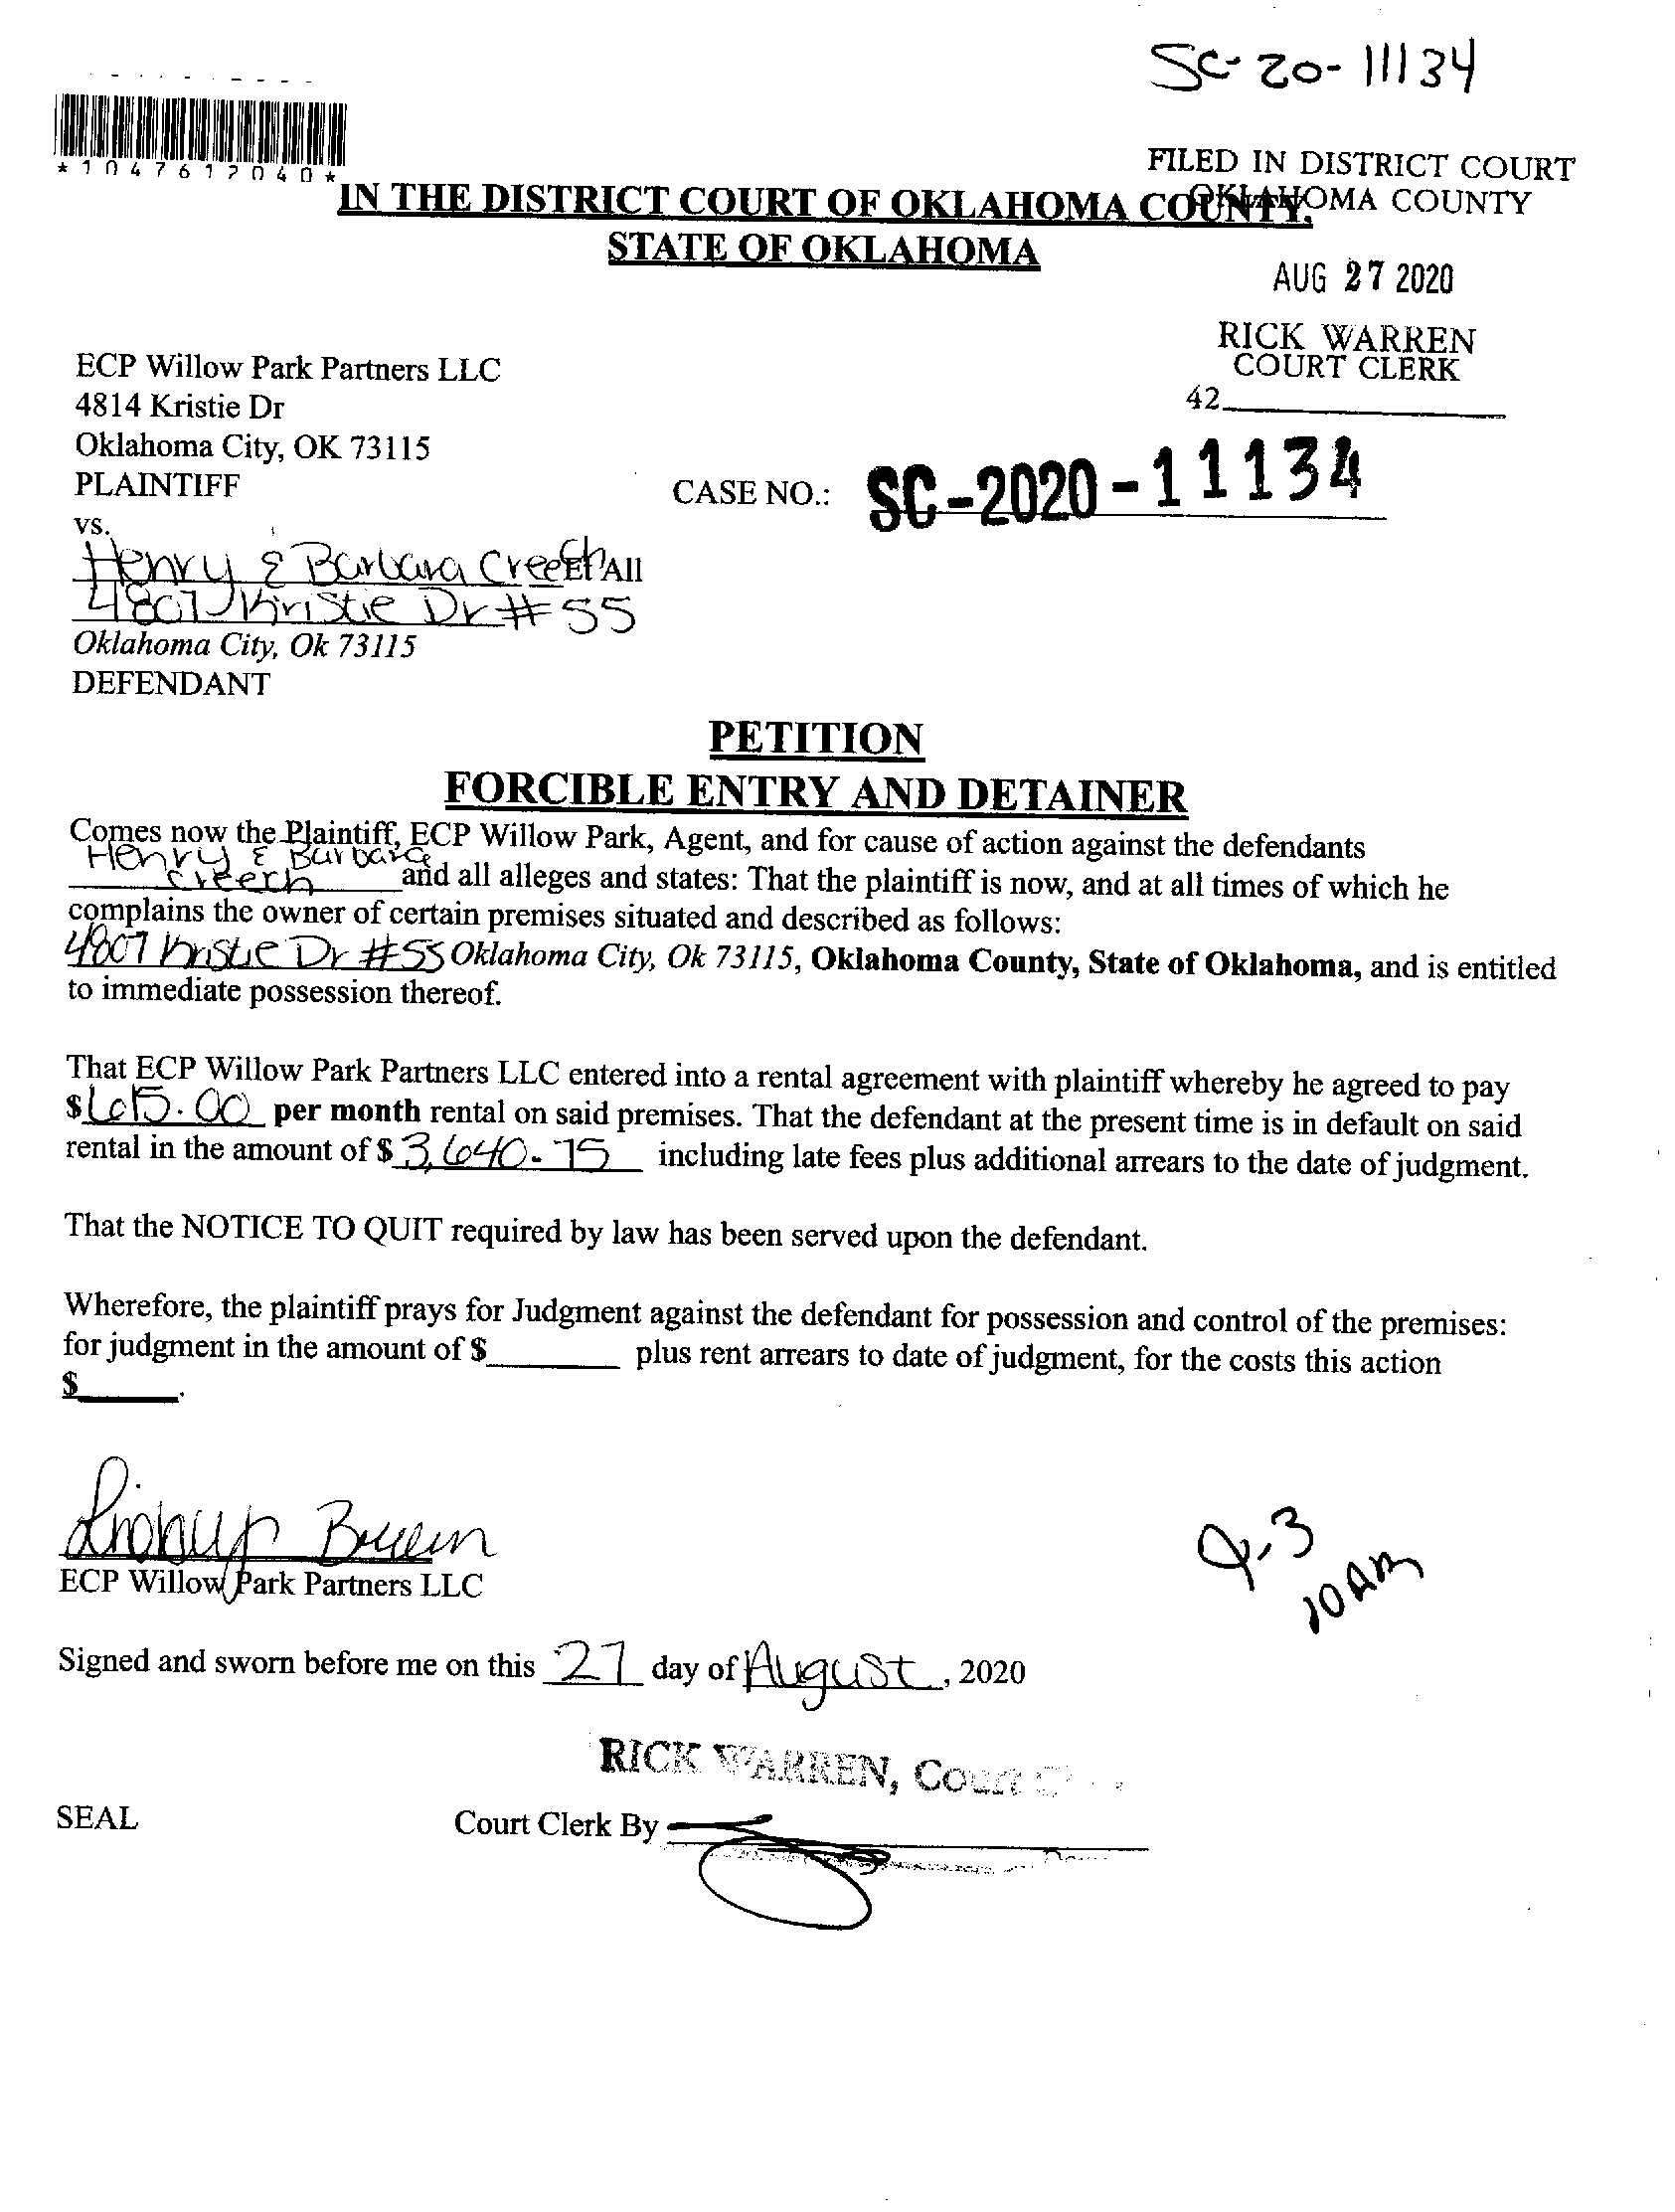 SC-20-11134
*1047612040*
FILED IN DISTRICT COURT
OKLAHOMA COUNTY
IN THE DISTRICT COURT OF OKLAHOMA COUNTY,
STATE OF OKLAHOMA
AUG 27 2020
RICK WARREN
COURT CLERK
42
ECP Willow Park Partners LLC
4814 Kristie Dr
Oklahoma City, OK 73115
PLAINTIFF
CASE NO.: SC-2020-11134
vs.
Henry & Barbara Creech Et All
4807 Kristie Dr #55
Oklahoma City, Ok 73115
DEFENDANT
PETITION
FORCIBLE ENTRY AND DETAINER
Comes now the Plaintiff, ECP Willow Park, Agent, and for cause of action against the defendants
Henry & Barbara
Creech and all alleges and states: That the plaintiff is now, and at all times of which he
complains the owner of certain premises situated and described as follows:
4807 Kristie Dr #55 Oklahoma City, Ok 73115, Oklahoma County, State of Oklahoma, and is entitled
to immediate possession thereof.
That ECP Willow Park Partners LLC entered into a rental agreement with plaintiff whereby he agreed to pay
$615.00 per month rental on said premises. That the defendant at the present time is in default on said
rental in the amount of $3,640.75 including late fees plus additional arrears to the date of judgment.
That the NOTICE TO QUIT required by law has been served upon the defendant.
Wherefore, the plaintiff prays for Judgment against the defendant for possession and control of the premises:
for judgment in the amount of $ plus rent arrears to date of judgment, for the costs this action
$ .
ECP Willow Park Partners LLC
10 AM
Signed and sworn before me on this 27 day of August, 2020
RICK WARREN, Court
SEAL
Court Clerk By